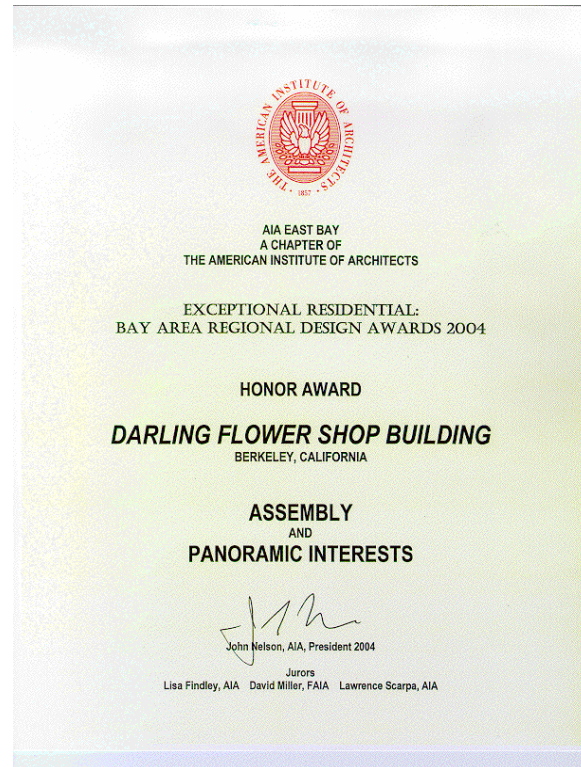 · THE AMERICAN INSTITUTE OF ARCHITECTS ·
1857
AIA EAST BAY
A CHAPTER OF
THE AMERICAN INSTITUTE OF ARCHITECTS
EXCEPTIONAL RESIDENTIAL:
BAY AREA REGIONAL DESIGN AWARDS 2004
HONOR AWARD
DARLING FLOWER SHOP BUILDING
BERKELEY, CALIFORNIA
ASSEMBLY
AND
PANORAMIC INTERESTS
John Nelson, AIA, President 2004
Jurors
Lisa Findley, AIA David Miller, FAIA Lawrence Scarpa, AIA